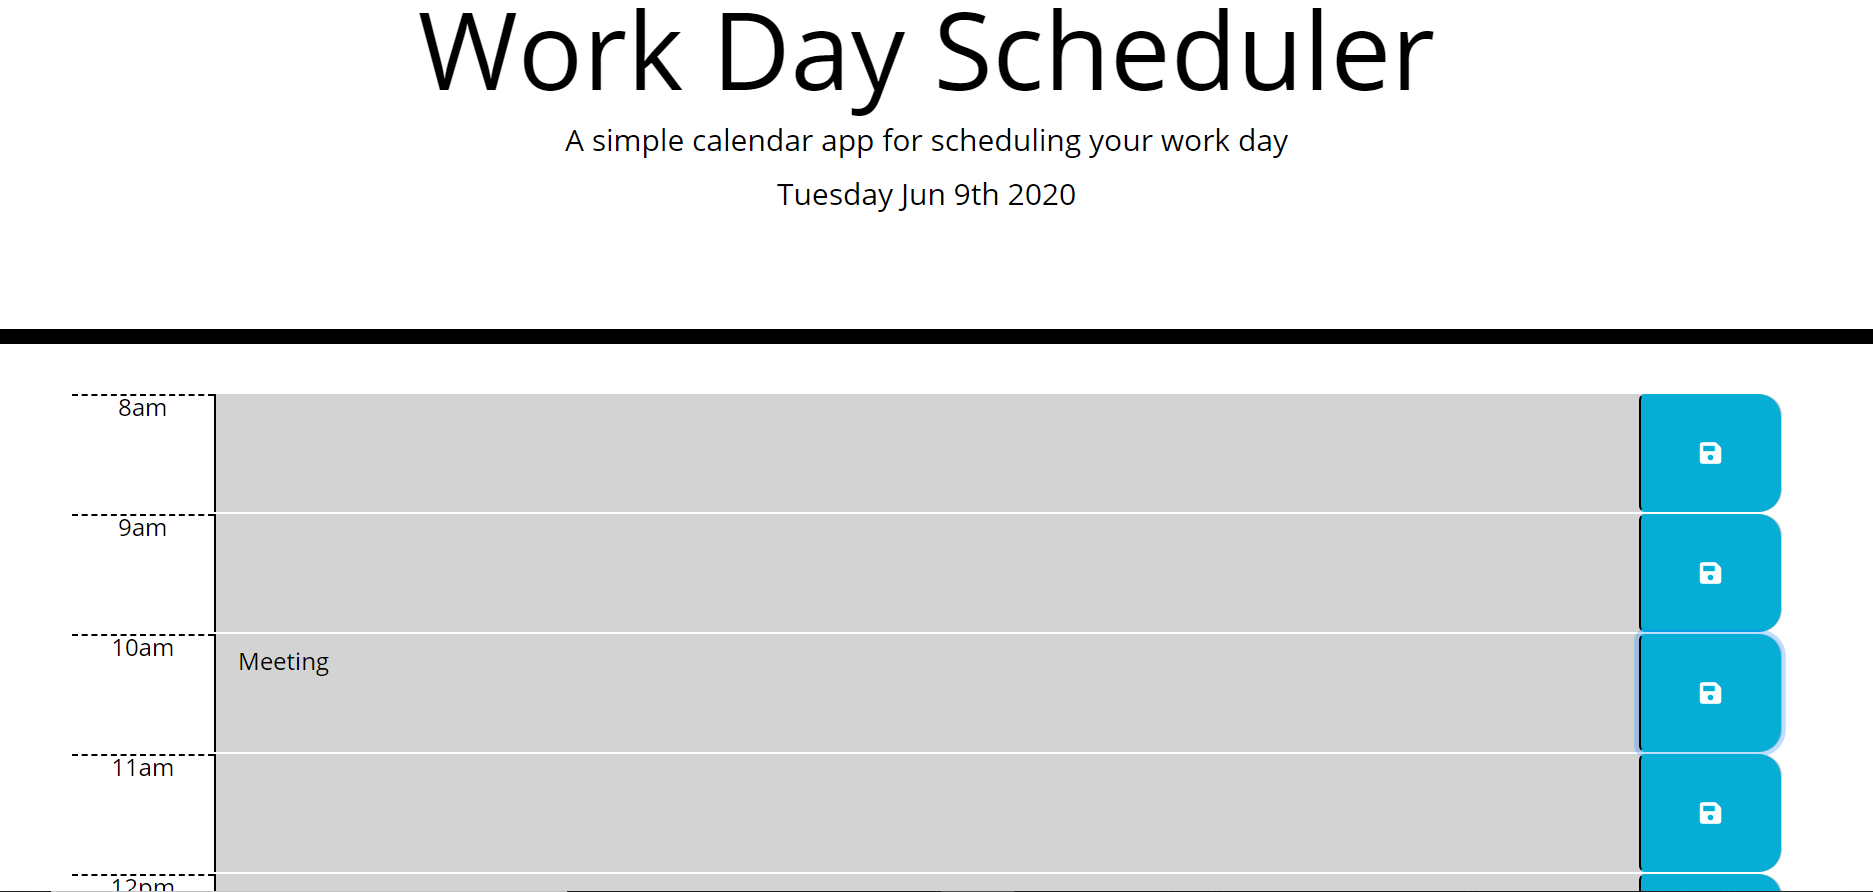 Work Day Scheduler
A simple calendar app for scheduling your work day
Tuesday Jun 9th 2020
8am
9am
10am
Meeting
11am
12pm